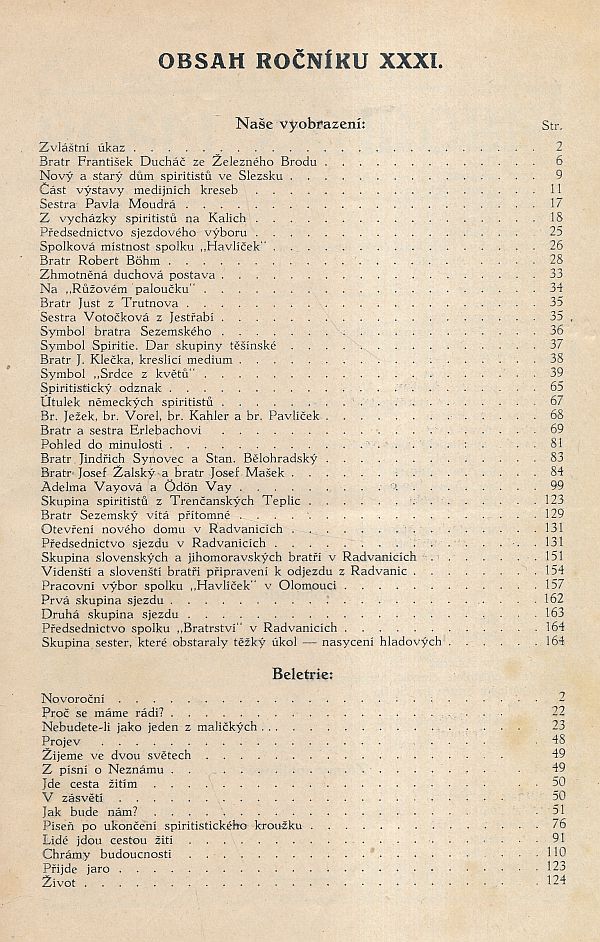 OBSAH ROČNÍKU XXXI.
Naše vyobrazení:
Str.
Zvláštní úkaz . . . 2
Bratr František Ducháč ze Železného Brodu . . . 6
Nový a starý dům spiritistů ve Slezsku . . . 9
Část výstavy medijních kreseb . . . 11
Sestra Pavla Moudrá . . . 17
Z vycházky spiritistů na Kalich . . . 18
Předsednictvo sjezdového výboru . . . 25
Spolková místnost spolku „Havlíček" . . . 26
Bratr Robert Böhm . . . 28
Zhmotněná duchová postava . . . 33
Na „Růžovém paloučku" . . . 34
Bratr Just z Trutnova . . . 35
Sestra Votočková z Jestřabí . . . 35
Symbol bratra Sezemského . . . 36
Symbol Spiritie. Dar skupiny těšínské . . . 37
Bratr J. Klečka, kreslící medium . . . 38
Symbol „Srdce z květů" . . . 39
Spiritistický odznak . . . 65
Útulek německých spiritistů . . . 67
Br. Ježek, br. Vorel, br. Kahler a br. Pavlíček . . . 68
Bratr a sestra Erlebachovi . . . 69
Pohled do minulosti . . . 81
Bratr Jindřich Synovec a Stan. Bělohradský . . . 83
Bratr Josef Žalský a bratr Josef Mašek . . . 84
Adelma Vayová a Ödön Vay . . . 99
Skupina spiritistů z Trenčanských Teplic . . . 123
Bratr Sezemský vítá přítomné . . . 129
Otevření nového domu v Radvanicích . . . 131
Předsednictvo sjezdu v Radvanicích . . . 131
Skupina slovenských a jihomoravských bratří v Radvanicích . . . 151
Vídenští a slovenští bratři připravení k odjezdu z Radvanic . . . 154
Pracovní výbor spolku „Havlíček" v Olomouci . . . 157
Prvá skupina sjezdu . . . 162
Druhá skupina sjezdu . . . 163
Předsednictvo spolku „Bratrství" v Radvanicích . . . 164
Skupina sester, které obstaraly těžký úkol — nasycení hladových . . . 164
Beletrie:
Novoroční . . . 2
Proč se máme rádi? . . . 22
Nebudete-li jako jeden z maličkých . . . 23
Projev . . . 48
Žijeme ve dvou světech . . . 49
Z písní o Neznámu . . . 49
Jde cesta žitím . . . 50
V zásvětí . . . 50
Jak bude nám? . . . 51
Píseň po ukončení spiritistického kroužku . . . 76
Lidé jdou cestou žití . . . 91
Chrámy budoucnosti . . . 110
Přijde jaro . . . 123
Život . . . 124